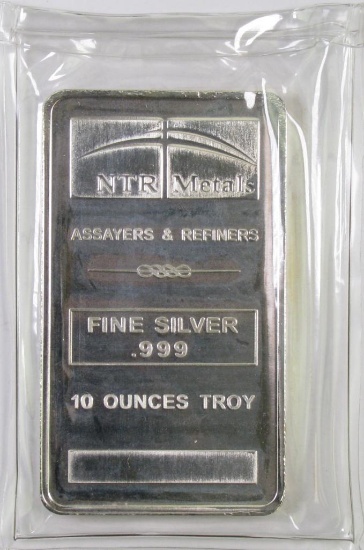 NTR Metals
ASSAYERS & REFINERS
FINE SILVER
.999
10 OUNCES TROY